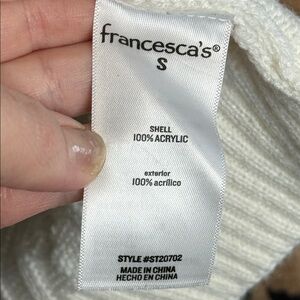 francesca's®
S
SHELL
100% ACRYLIC
exterior
100% acrílico
STYLE #ST20702
MADE IN CHINA
HECHO EN CHINA